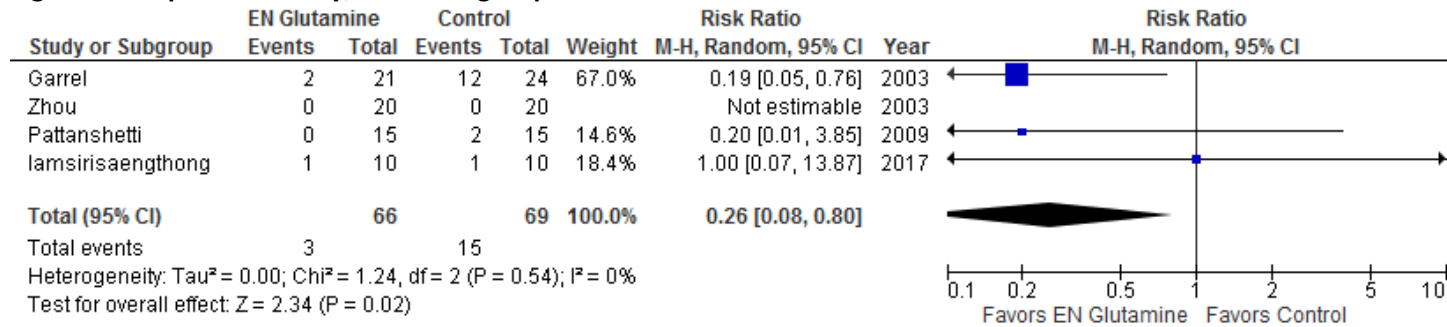 EN Glutamine Control Risk Ratio Risk Ratio
Study or Subgroup Events Total Events Total Weight M-H, Random, 95% CI Year M-H, Random, 95% CI
Garrel 2 21 12 24 67.0% 0.19 [0.05, 0.76] 2003
Zhou 0 20 0 20 Not estimable 2003
Pattanshetti 0 15 2 15 14.6% 0.20 [0.01, 3.85] 2009
Iamsirisaengthong 1 10 1 10 18.4% 1.00 [0.07, 13.87] 2017
Total (95% CI) 66 69 100.0% 0.26 [0.08, 0.80]
Total events 3 15
Heterogeneity: Tau² = 0.00; Chi² = 1.24, df = 2 (P = 0.54); I² = 0%
Test for overall effect: Z = 2.34 (P = 0.02)
0.1 0.2 0.5 1 2 5 10
Favors EN Glutamine Favors Control